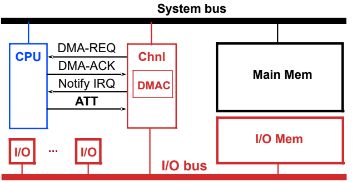 System bus
CPU
DMA-REQ
DMA-ACK
Notify IRQ
ATT
Chnl
DMAC
Main Mem
I/O Mem
I/O
...
I/O
I/O bus